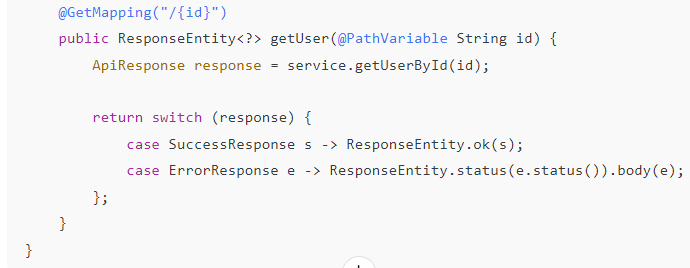 @GetMapping("/{id}")
public ResponseEntity<?> getUser(@PathVariable String id) {
ApiResponse response = service.getUserById(id);
return switch (response) {
case SuccessResponse s -> ResponseEntity.ok(s);
case ErrorResponse e -> ResponseEntity.status(e.status()).body(e);
};
}
}